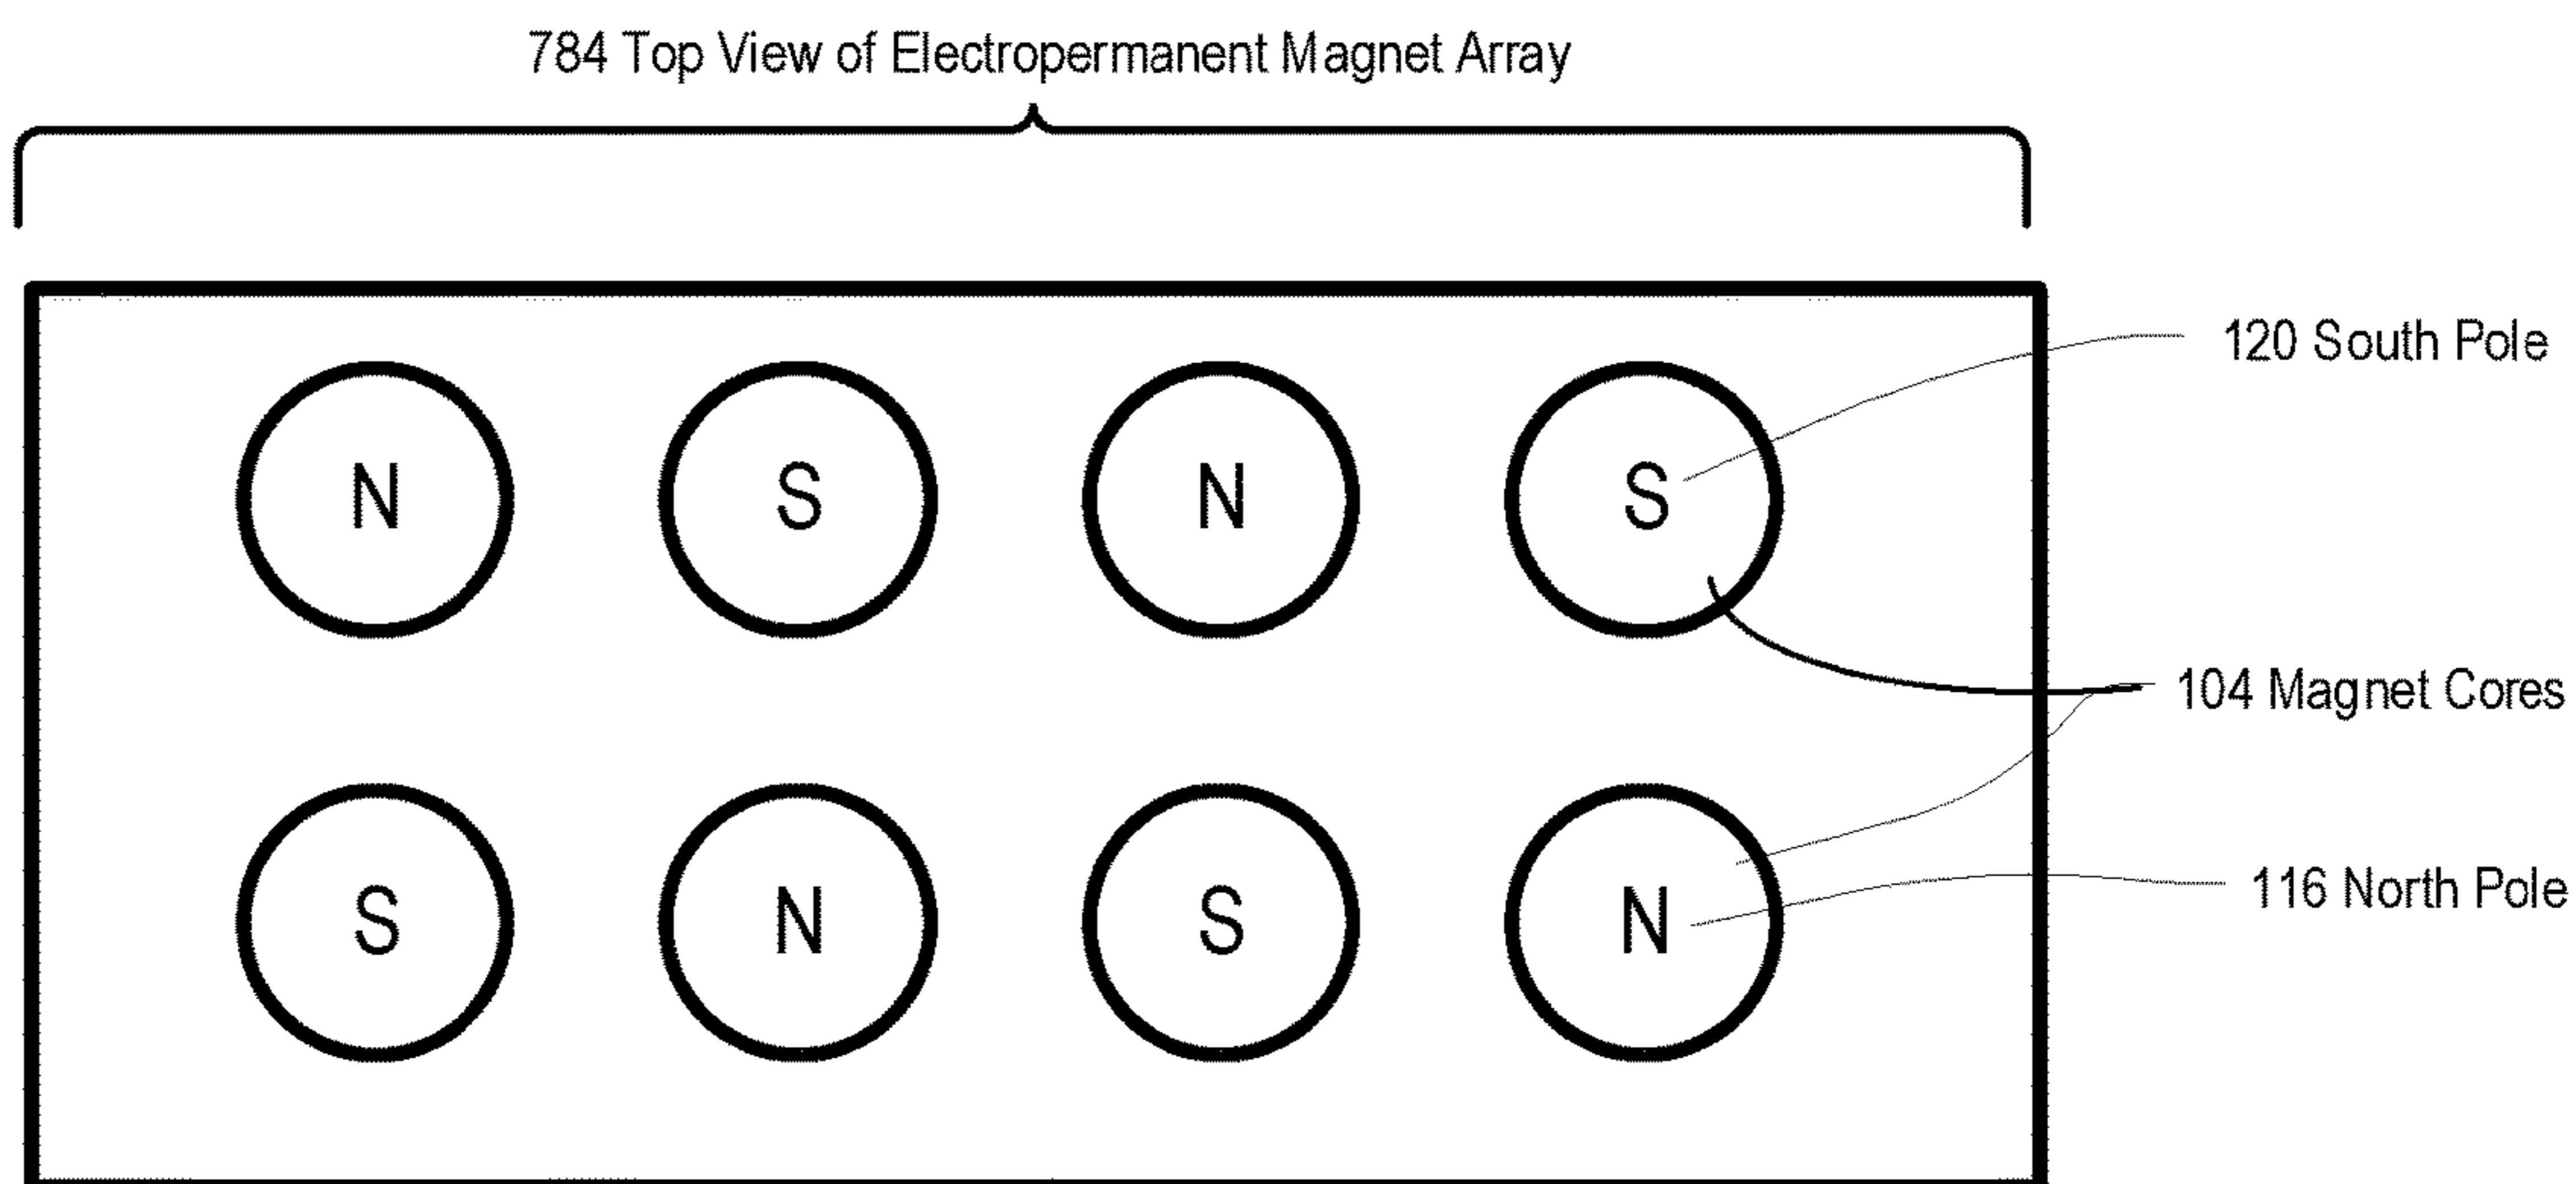 784 Top View of Electropermanent Magnet Array
120 South Pole
N S N S
104 Magnet Cores
116 North Pole
S N S N